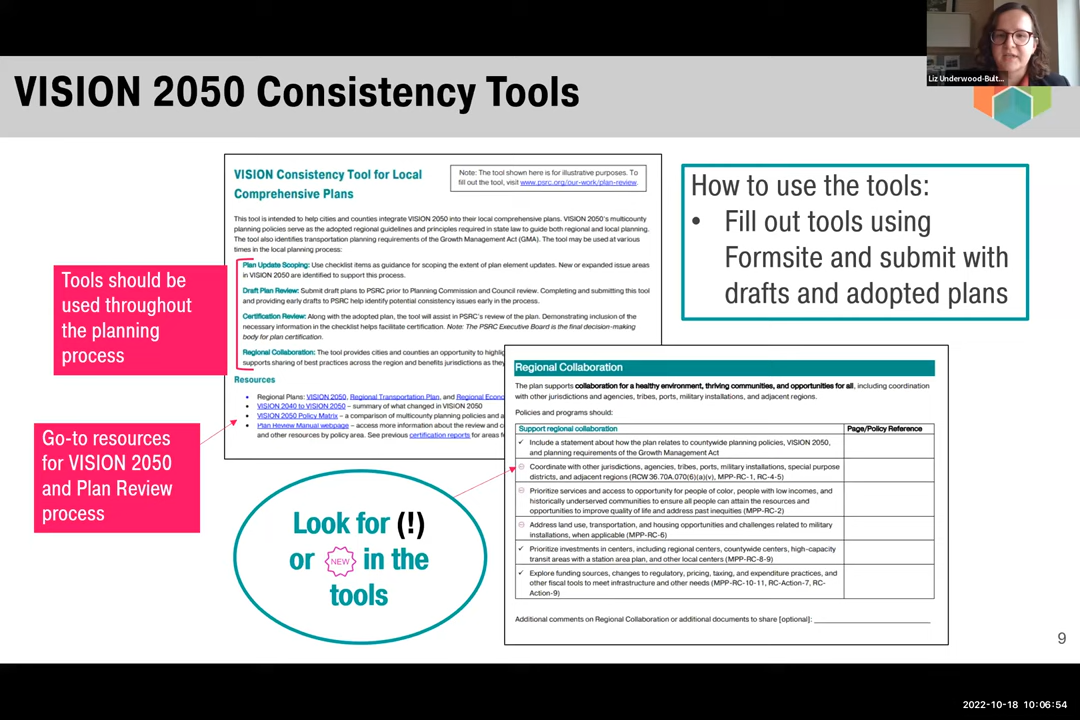 Liz Underwood-Bult...
VISION 2050 Consistency Tools
VISION Consistency Tool for Local
Comprehensive Plans
Note: The tool shown here is for illustrative purposes. To
fill out the tool, visit www.psrc.org/our-work/plan-review.
This tool is intended to help cities and counties integrate VISION 2050 into their local comprehensive plans. VISION 2050's multicounty
planning policies serve as the adopted regional guidelines and principles required in state law to guide both regional and local planning.
The tool also identifies transportation planning requirements of the Growth Management Act (GMA). The tool may be used at various
times in the local planning process:
Plan Update Scoping: Use checklist items as guidance for scoping the extent of plan element updates. New or expanded issue areas
in VISION 2050 are identified to support this process.
Draft Plan Review: Submit draft plans to PSRC prior to Planning Commission and Council review. Completing and submitting this tool
and providing early drafts to PSRC help identify potential consistency issues early in the process.
Certification Review: Along with the adopted plan, the tool will assist in PSRC's review of the plan. Demonstrating inclusion of the
necessary information in the checklist helps facilitate certification. Note: The PSRC Executive Board is the final decision-making
body for plan certification.
Regional Collaboration: The tool provides cities and counties an opportunity to highlig
supports sharing of best practices across the region and benefits jurisdictions as they
Resources
• Regional Plans: VISION 2050, Regional Transportation Plan, and Regional Econo
• VISION 2040 to VISION 2050 – summary of what changed in VISION 2050
• VISION 2050 Policy Matrix – a comparison of multicounty planning policies and a
• Plan Review Manual webpage – access more information about the review and c
and other resources by policy area. See previous certification reports for areas f
How to use the tools:
• Fill out tools using
Formsite and submit with
drafts and adopted plans
Tools should be
used throughout
the planning
process
Go-to resources
for VISION 2050
and Plan Review
process
Look for (!)
or NEW in the
tools
Regional Collaboration
The plan supports collaboration for a healthy environment, thriving communities, and opportunities for all, including coordination
with other jurisdictions and agencies, tribes, ports, military installations, and adjacent regions.
Policies and programs should:
Support regional collaboration Page/Policy Reference
✓ Include a statement about how the plan relates to countywide planning policies, VISION 2050,
and planning requirements of the Growth Management Act
Coordinate with other jurisdictions, agencies, tribes, ports, military installations, special purpose
districts, and adjacent regions (RCW 36.70A.070(6)(a)(v), MPP-RC-1, RC-4-5)
Prioritize services and access to opportunity for people of color, people with low incomes, and
historically underserved communities to ensure all people can attain the resources and
opportunities to improve quality of life and address past inequities (MPP-RC-2)
Address land use, transportation, and housing opportunities and challenges related to military
installations, when applicable (MPP-RC-6)
✓ Prioritize investments in centers, including regional centers, countywide centers, high-capacity
transit areas with a station area plan, and other local centers (MPP-RC-8-9)
✓ Explore funding sources, changes to regulatory, pricing, taxing, and expenditure practices, and
other fiscal tools to meet infrastructure and other needs (MPP-RC-10-11, RC-Action-7, RC-
Action-9)
Additional comments on Regional Collaboration or additional documents to share [optional]:
9
2022-10-18 10:06:54